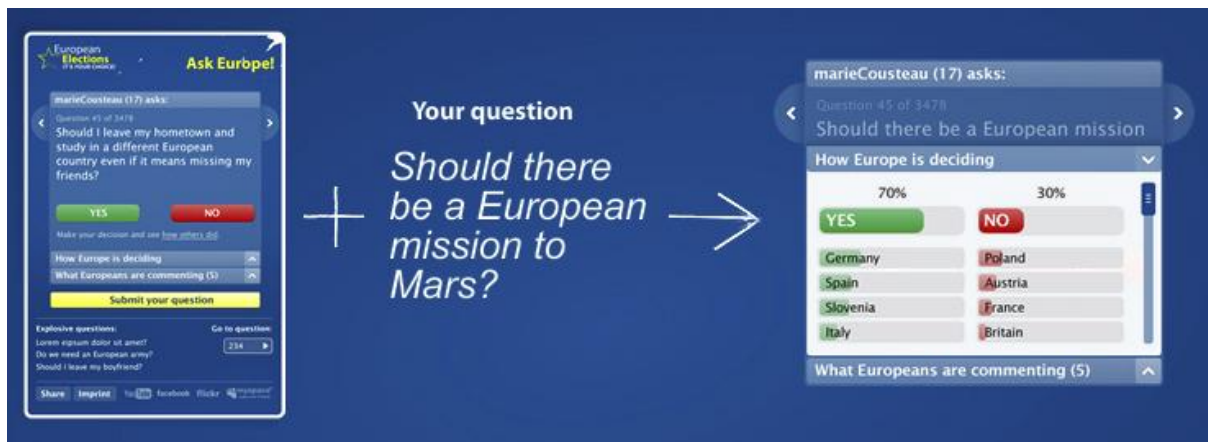 European
Elections
IT'S YOUR CHOICE!
Ask Europe!
marieCousteau (17) asks:
Question 45 of 3478
Should I leave my hometown and
study in a different European
country even if it means missing my
friends?
YES
NO
Make your decision and see how others did.
How Europe is deciding
What Europeans are commenting (5)
Submit your question
Explosive questions:
Go to question:
Lorem eipsum dolor sit amet?
234
Do we need an European army?
Should I leave my boyfriend?
Share
Imprint
YouTube
facebook
flickr
myspace
Your question
Should there
be a European
mission to
Mars?
marieCousteau (17) asks:
Question 45 of 3478
Should there be a European mission
How Europe is deciding
70%
30%
YES
NO
Germany
Poland
Spain
Austria
Slovenia
France
Italy
Britain
What Europeans are commenting (5)